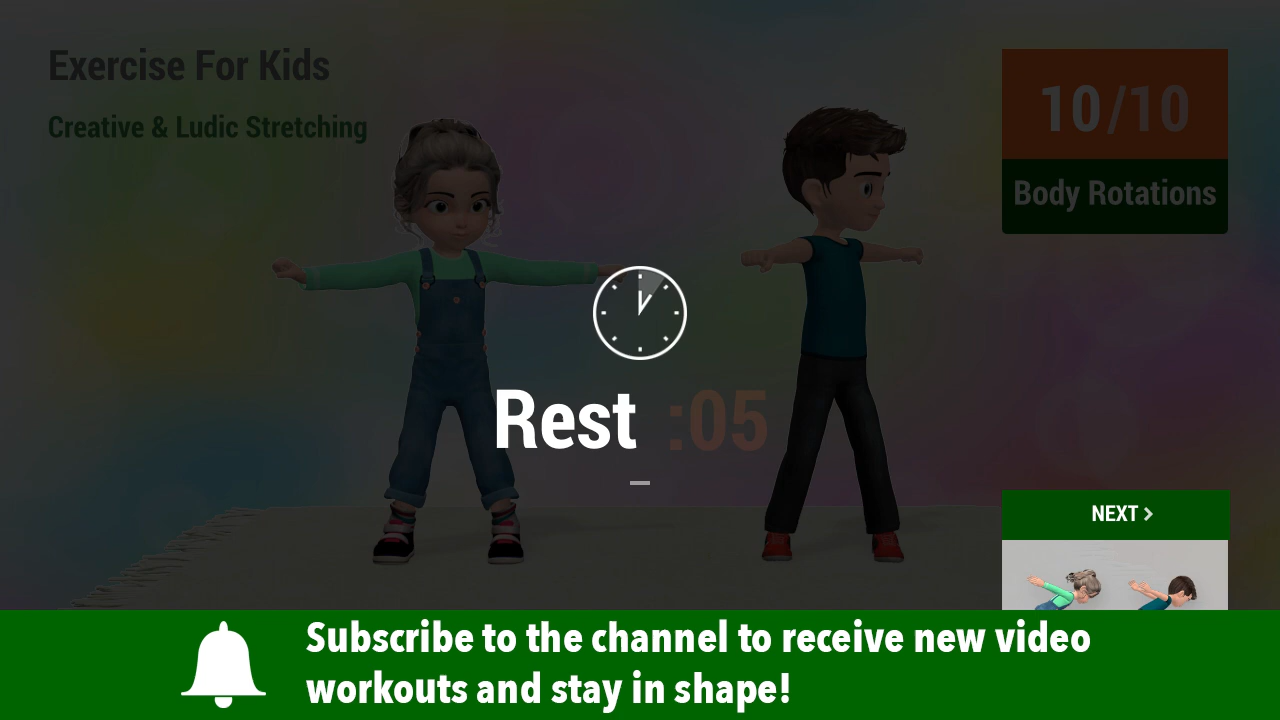 Exercise For Kids
Creative & Ludic Stretching
10/10
Body Rotations
Rest :05
NEXT >
Subscribe to the channel to receive new video
workouts and stay in shape!